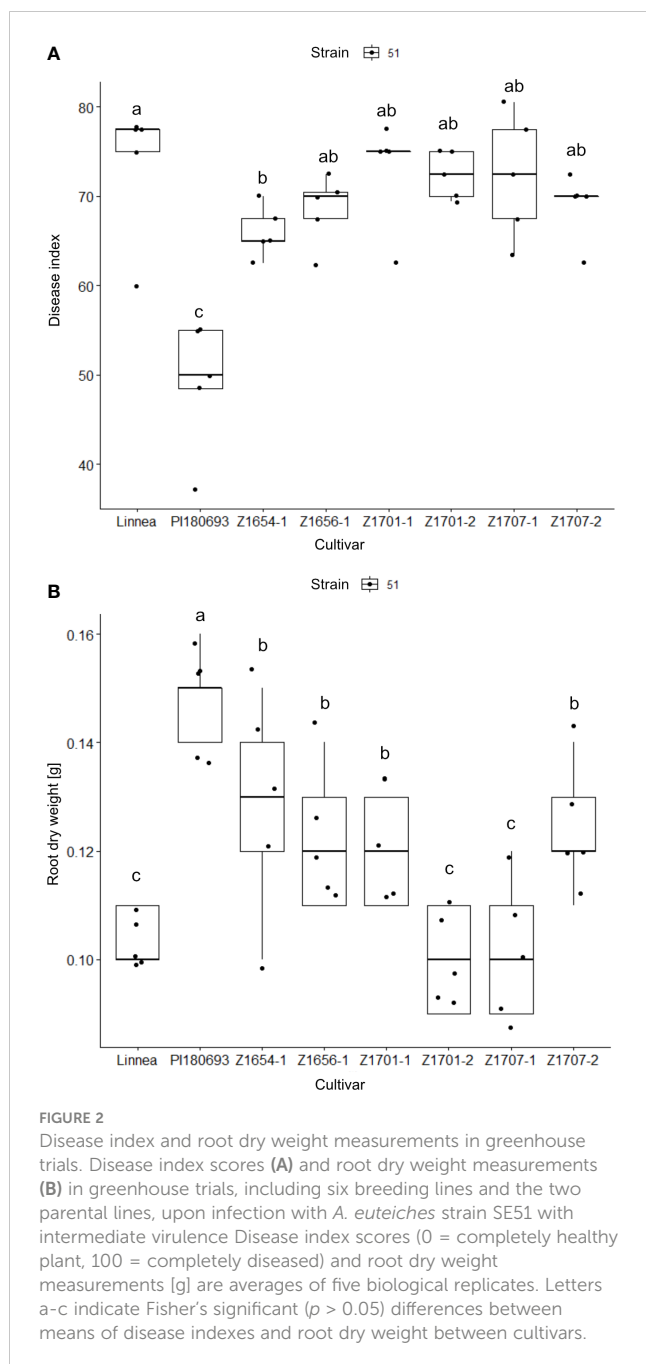 A
Strain 51
a
b
ab
ab
ab
ab
ab
c
80
70
60
50
40
Disease index
Linnea PI180693 Z1654-1 Z1656-1 Z1701-1 Z1701-2 Z1707-1 Z1707-2
Cultivar
B
Strain 51
a
b
b
b
b
c
c
c
0.16
0.14
0.12
0.10
Root dry weight [g]
Linnea PI180693 Z1654-1 Z1656-1 Z1701-1 Z1701-2 Z1707-1 Z1707-2
Cultivar
FIGURE 2
Disease index and root dry weight measurements in greenhouse
trials. Disease index scores (A) and root dry weight measurements
(B) in greenhouse trials, including six breeding lines and the two
parental lines, upon infection with A. euteiches strain SE51 with
intermediate virulence Disease index scores (0 = completely healthy
plant, 100 = completely diseased) and root dry weight
measurements [g] are averages of five biological replicates. Letters
a-c indicate Fisher's significant (p > 0.05) differences between
means of disease indexes and root dry weight between cultivars.